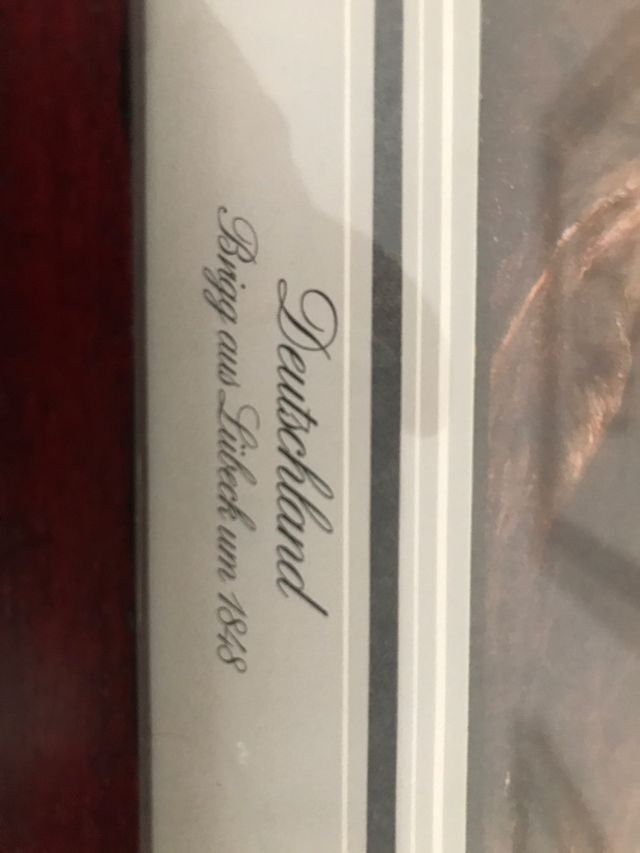 Deutschland
Brigg aus Lübeck um 1848